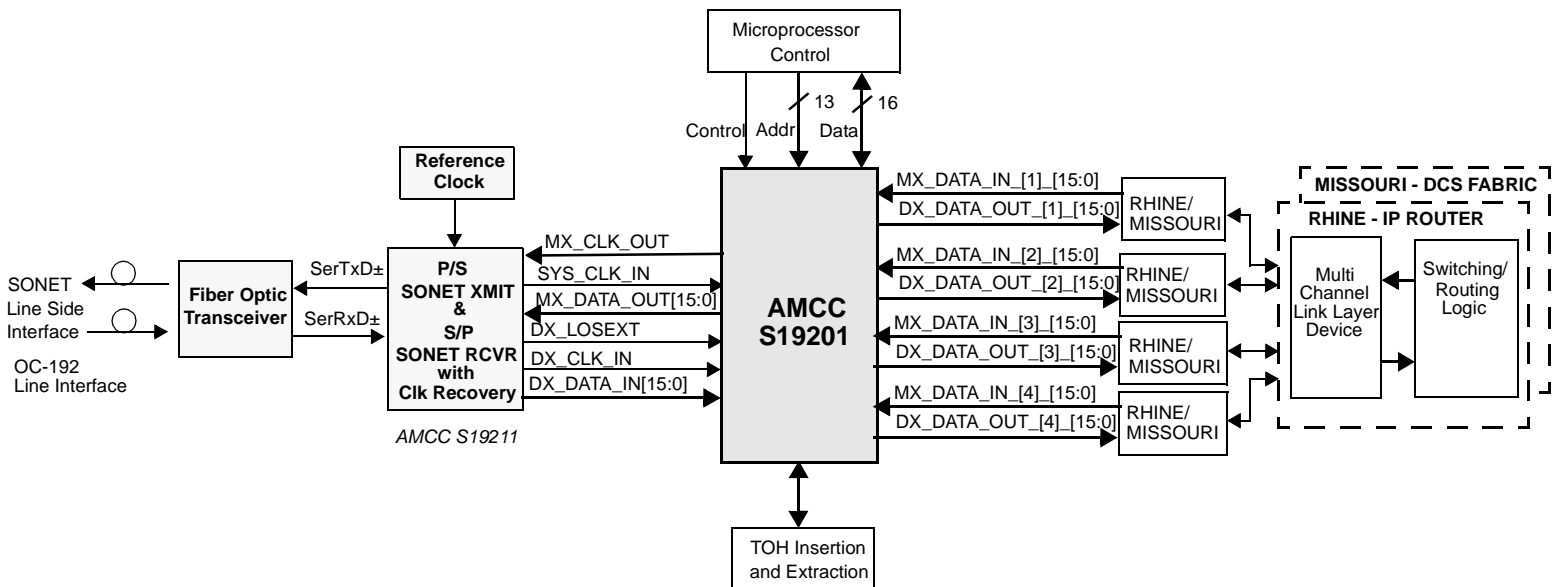 Microprocessor
Control
13
16
Control
Addr
Data
Reference
Clock
MX_CLK_OUT
SYS_CLK_IN
MX_DATA_OUT[15:0]
DX_LOSEXT
DX_CLK_IN
DX_DATA_IN[15:0]
P/S
SONET XMIT
&
S/P
SONET RCVR
with
Clk Recovery
AMCC S19211
SerTxD±
SerRxD±
Fiber Optic
Transceiver
SONET
Line Side
Interface
OC-192
Line Interface
AMCC
S19201
MX_DATA_IN_[1]_[15:0]
DX_DATA_OUT_[1]_[15:0]
MX_DATA_IN_[2]_[15:0]
DX_DATA_OUT_[2]_[15:0]
MX_DATA_IN_[3]_[15:0]
DX_DATA_OUT_[3]_[15:0]
MX_DATA_IN_[4]_[15:0]
DX_DATA_OUT_[4]_[15:0]
RHINE/
MISSOURI
RHINE/
MISSOURI
RHINE/
MISSOURI
RHINE/
MISSOURI
MISSOURI - DCS FABRIC
RHINE - IP ROUTER
Multi
Channel
Link Layer
Device
Switching/
Routing
Logic
TOH Insertion
and Extraction